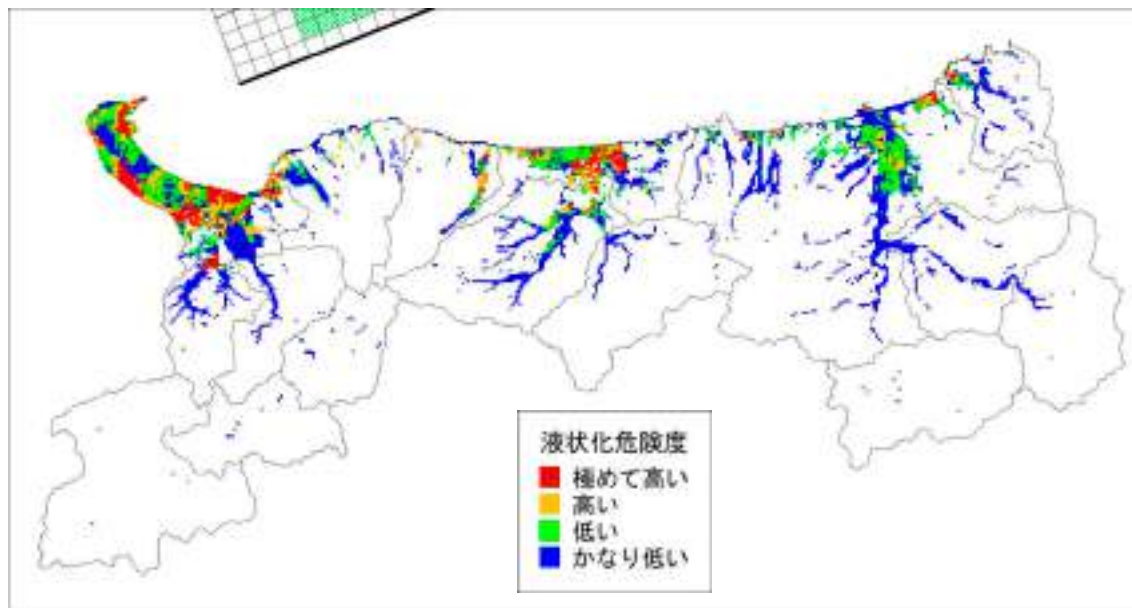 液状化危険度
極めて高い
高い
低い
かなり低い